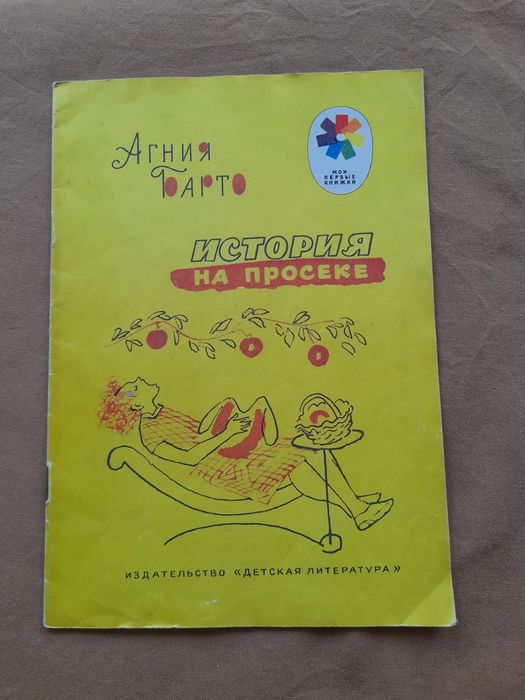 Агния
Барто
МОИ
ПЕРВЫЕ
КНИЖКИ
ИСТОРИЯ
НА ПРОСЕКЕ
ИЗДАТЕЛЬСТВО «ДЕТСКАЯ ЛИТЕРАТУРА»